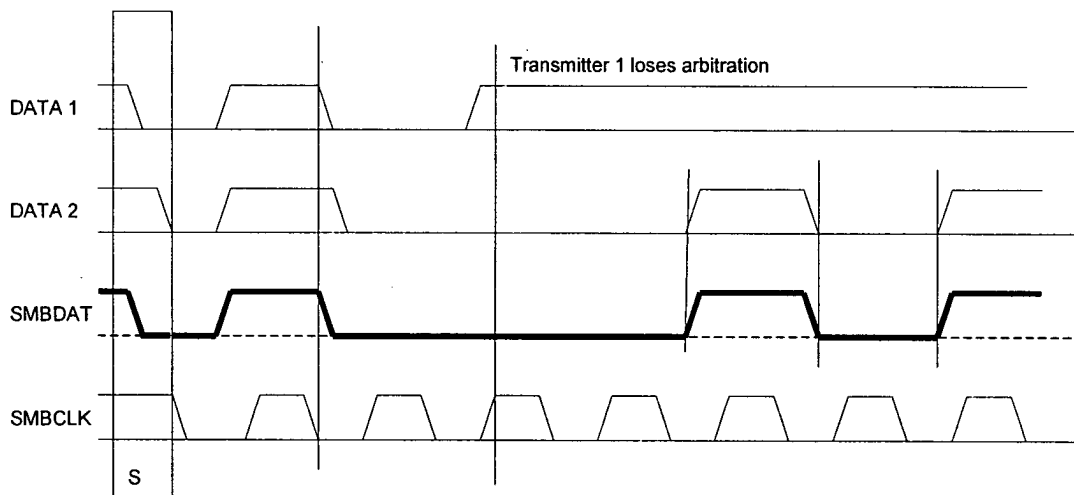 Transmitter 1 loses arbitration
DATA 1
DATA 2
SMBDAT
SMBCLK
S